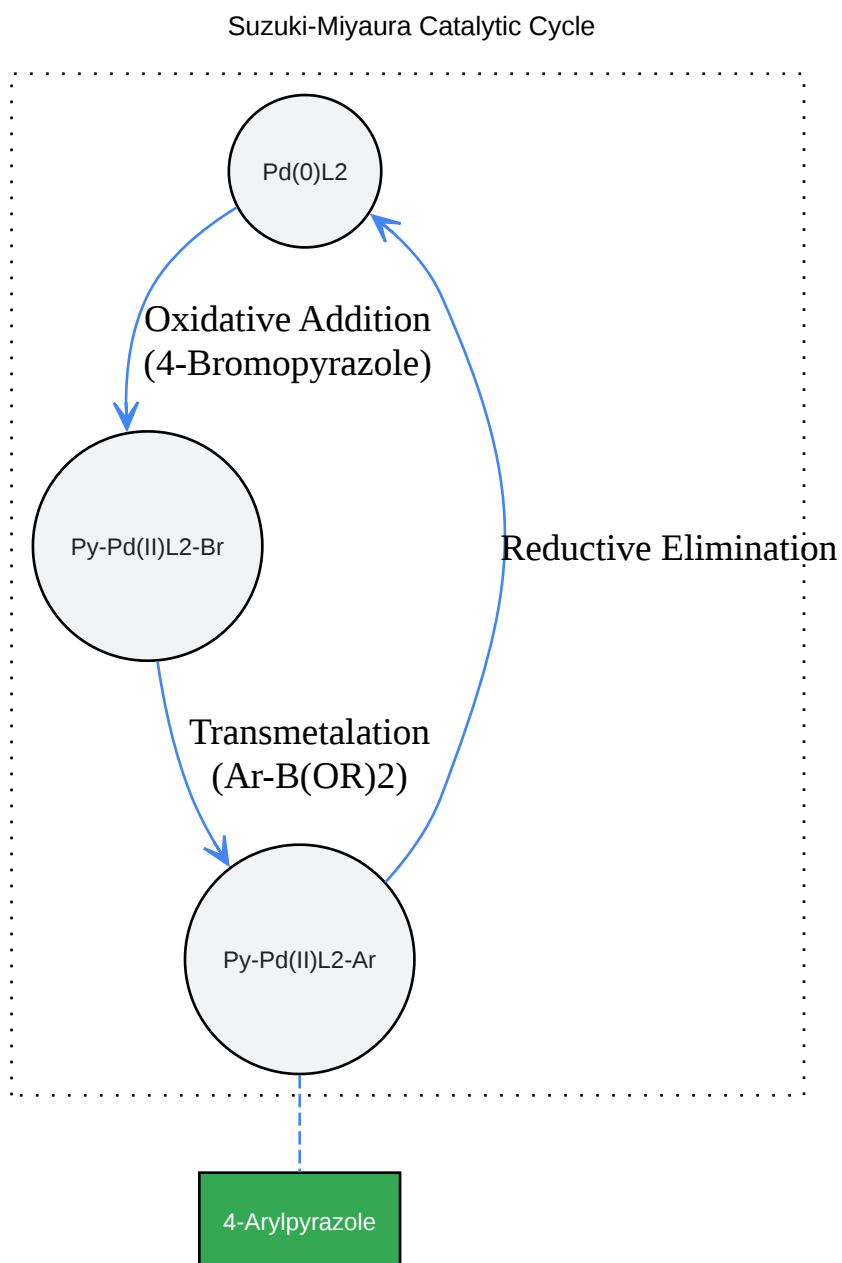 Suzuki-Miyaura Catalytic Cycle
Pd(0)L2
Oxidative Addition
(4-Bromopyrazole)
Py-Pd(II)L2-Br
Reductive Elimination
Transmetalation
(Ar-B(OR)2)
Py-Pd(II)L2-Ar
4-Arylpyrazole